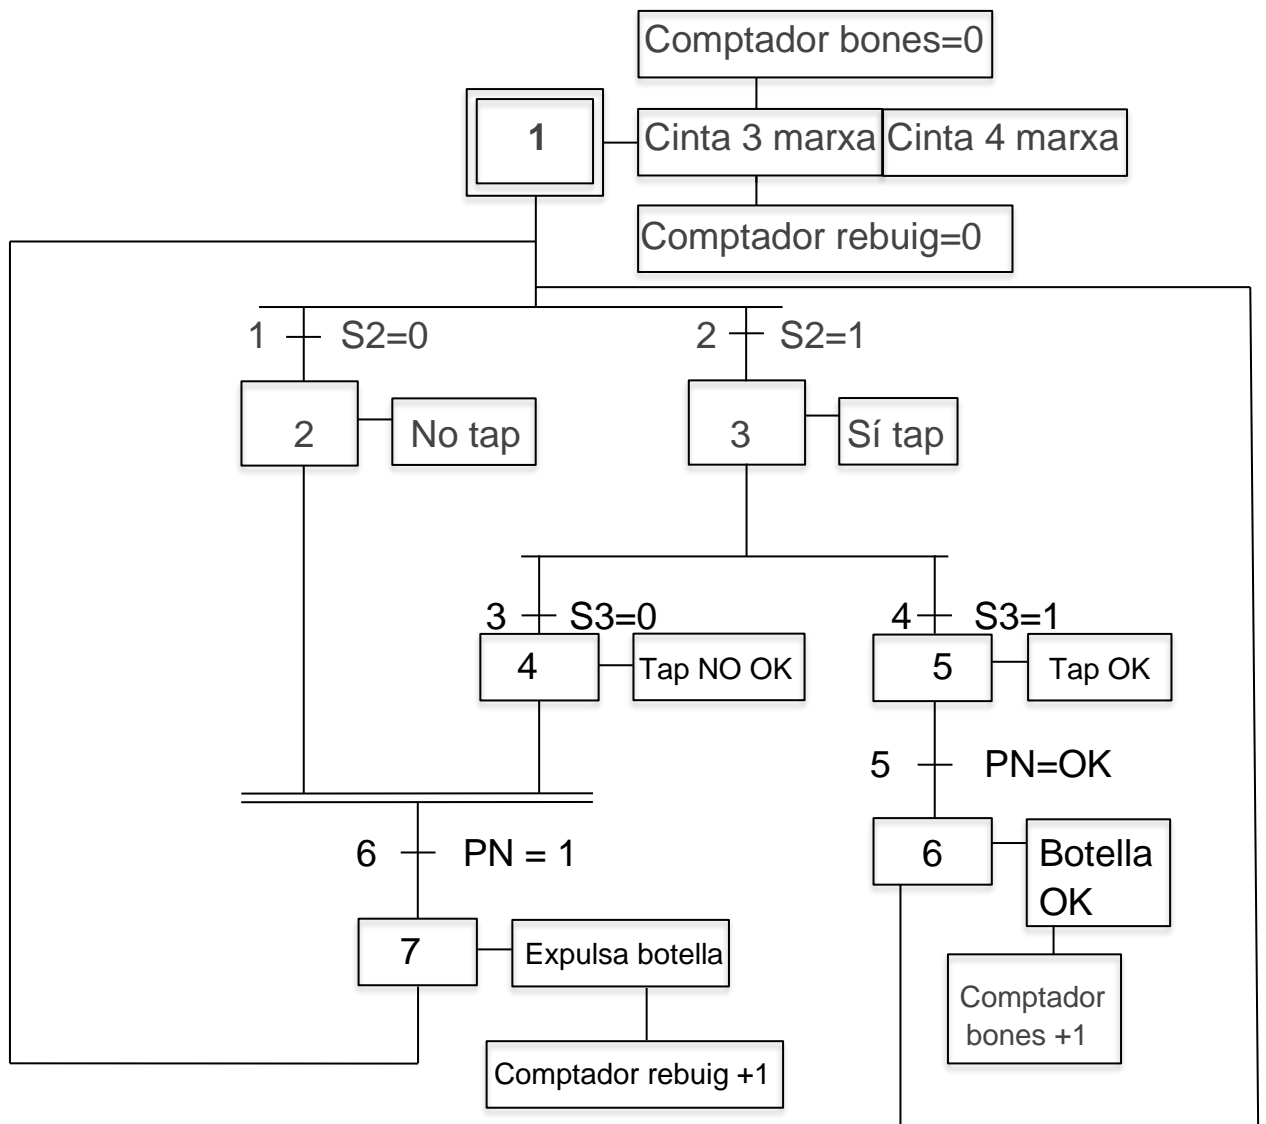 Comptador bones=0
1
Cinta 3 marxa
Cinta 4 marxa
Comptador rebuig=0
1
S2=0
2
S2=1
2
No tap
3
Sí tap
3
S3=0
4
S3=1
4
Tap NO OK
5
Tap OK
5
PN=OK
6
PN = 1
6
Botella
OK
7
Expulsa botella
Comptador
bones +1
Comptador rebuig +1